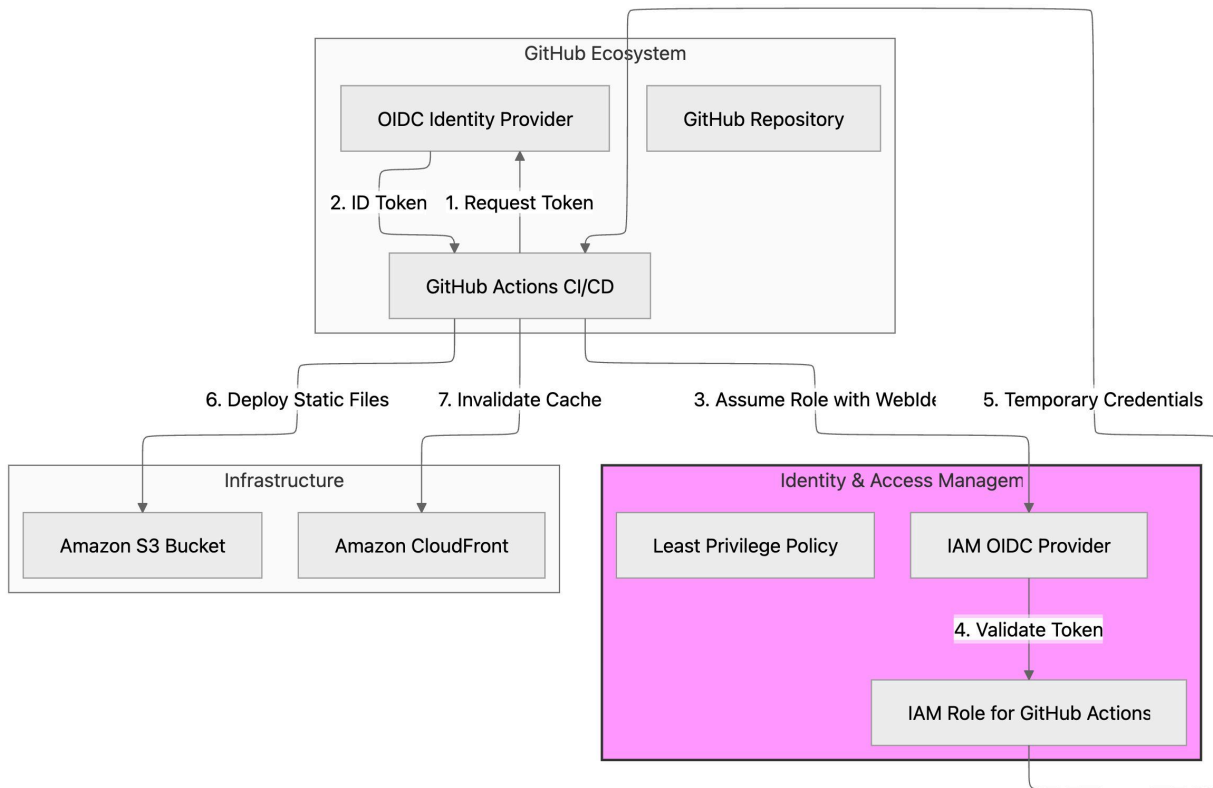 GitHub Ecosystem
OIDC Identity Provider
GitHub Repository
2. ID Token
1. Request Token
GitHub Actions CI/CD
6. Deploy Static Files
7. Invalidate Cache
3. Assume Role with WebIde
5. Temporary Credentials
Infrastructure
Identity & Access Managem
Amazon S3 Bucket
Amazon CloudFront
Least Privilege Policy
IAM OIDC Provider
4. Validate Token
IAM Role for GitHub Actions